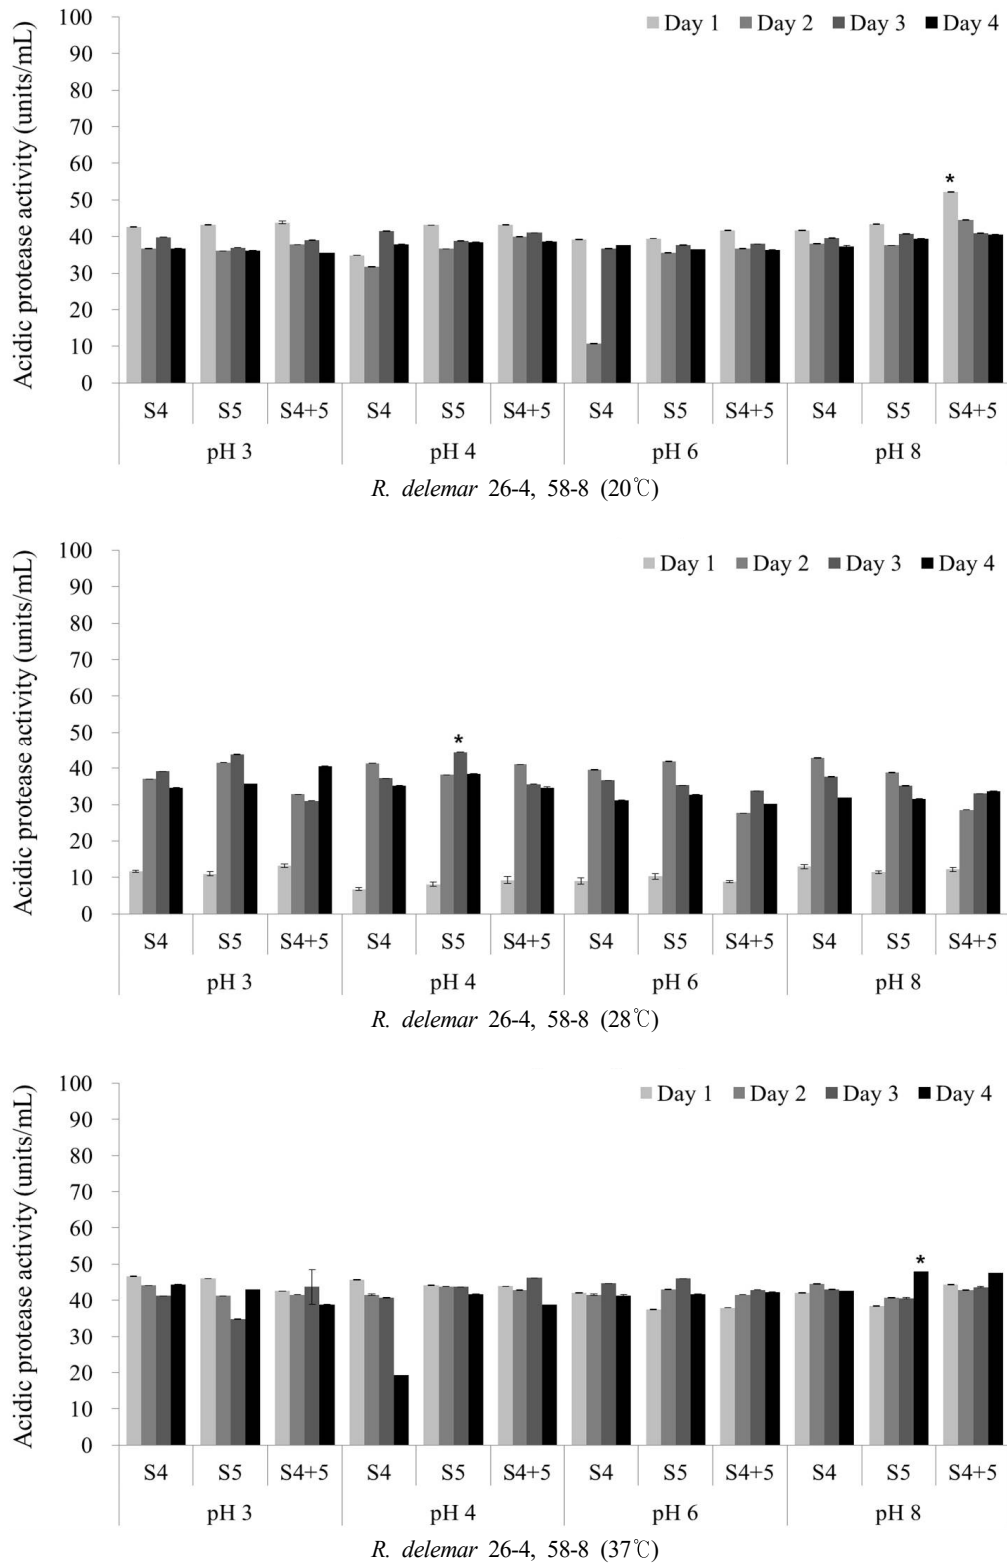 Acidic protease activity (units/mL)
100
90
80
70
60
50
40
30
20
10
0
Day 1 Day 2 Day 3 Day 4
*
S4 S5 S4+5 S4 S5 S4+5 S4 S5 S4+5 S4 S5 S4+5
pH 3 pH 4 pH 6 pH 8
R. delemar 26-4, 58-8 (20℃)
Acidic protease activity (units/mL)
100
90
80
70
60
50
40
30
20
10
0
Day 1 Day 2 Day 3 Day 4
*
S4 S5 S4+5 S4 S5 S4+5 S4 S5 S4+5 S4 S5 S4+5
pH 3 pH 4 pH 6 pH 8
R. delemar 26-4, 58-8 (28℃)
Acidic protease activity (units/mL)
100
90
80
70
60
50
40
30
20
10
0
Day 1 Day 2 Day 3 Day 4
*
S4 S5 S4+5 S4 S5 S4+5 S4 S5 S4+5 S4 S5 S4+5
pH 3 pH 4 pH 6 pH 8
R. delemar 26-4, 58-8 (37℃)